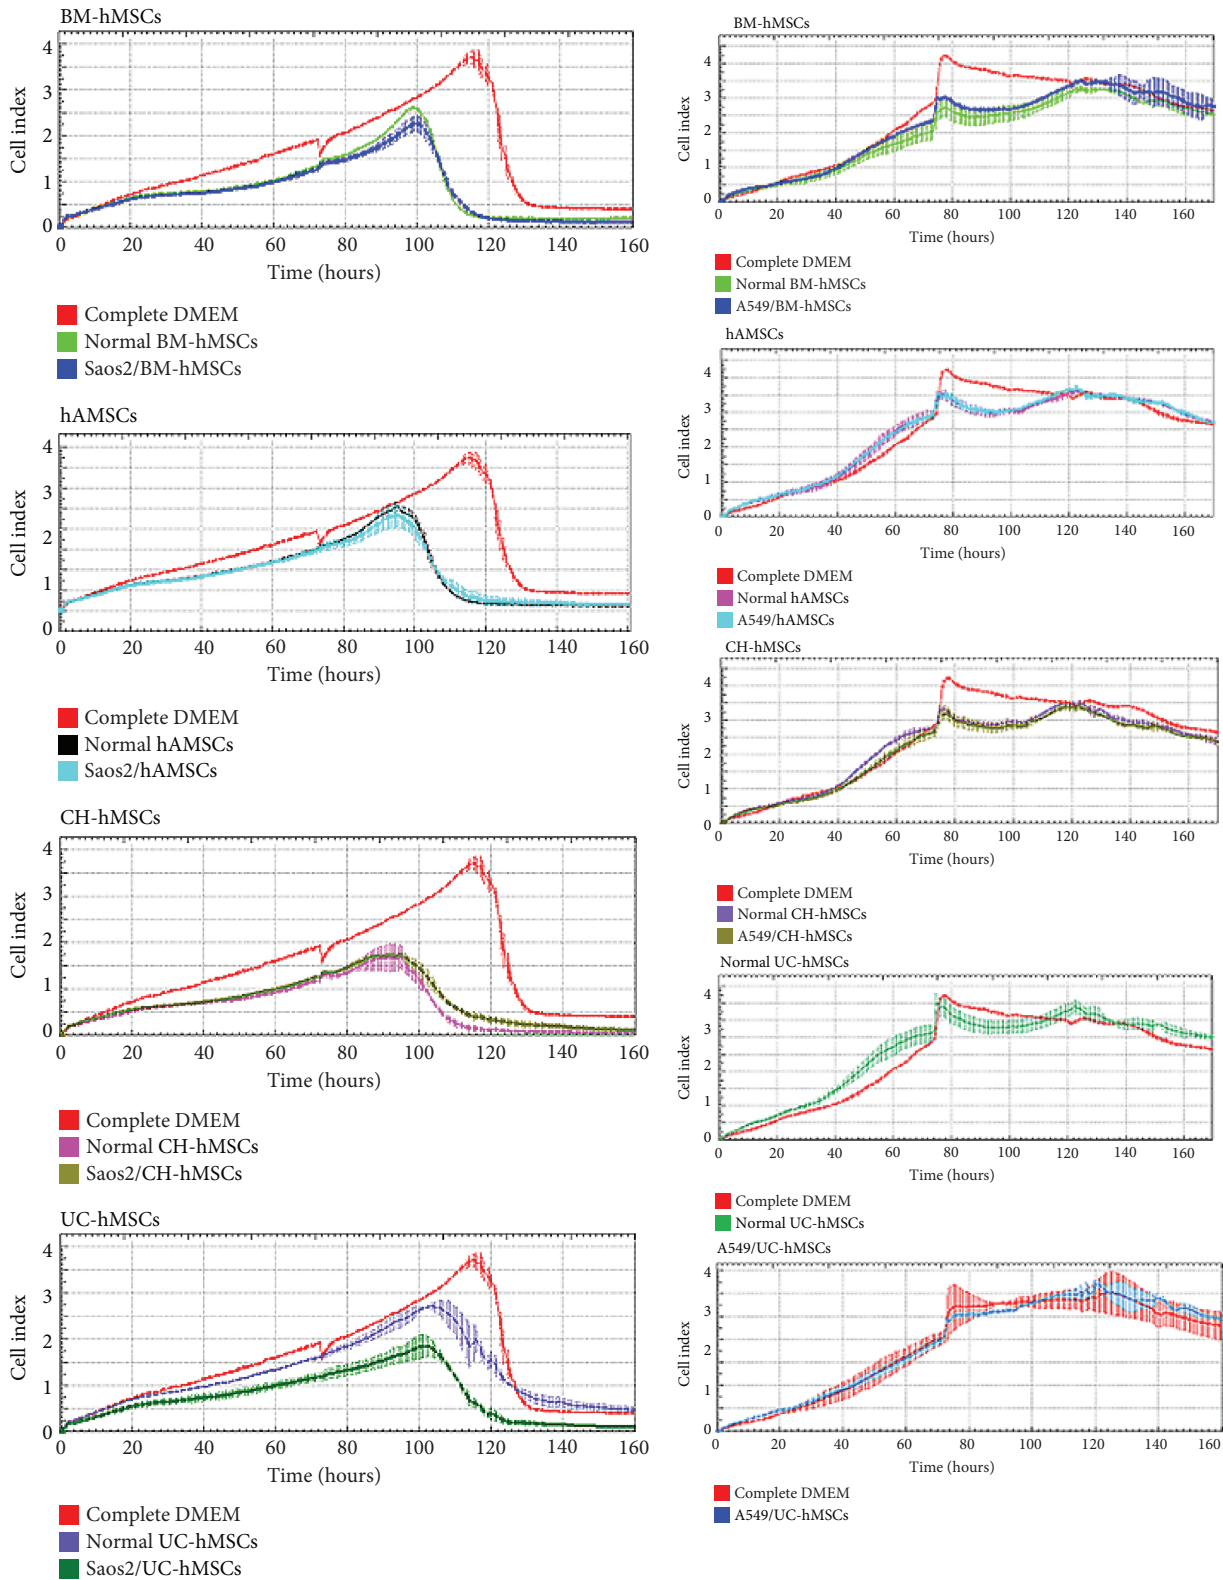 BM-hMSCs
Cell index
4
3
2
1
0
0 20 40 60 80 100 120 140 160
Time (hours)
Complete DMEM
Normal BM-hMSCs
Saos2/BM-hMSCs
hAMSCs
Cell index
4
3
2
1
0
0 20 40 60 80 100 120 140 160
Time (hours)
Complete DMEM
Normal hAMSCs
Saos2/hAMSCs
CH-hMSCs
Cell index
4
3
2
1
0
0 20 40 60 80 100 120 140 160
Time (hours)
Complete DMEM
Normal CH-hMSCs
Saos2/CH-hMSCs
UC-hMSCs
Cell index
4
3
2
1
0
0 20 40 60 80 100 120 140 160
Time (hours)
Complete DMEM
Normal UC-hMSCs
Saos2/UC-hMSCs
BM-hMSCs
Cell index
4
3
2
1
0
0 20 40 60 80 100 120 140 160
Time (hours)
Complete DMEM
Normal BM-hMSCs
A549/BM-hMSCs
hAMSCs
Cell index
4
3
2
1
0
0 20 40 60 80 100 120 140 160
Time (hours)
Complete DMEM
Normal hAMSCs
A549/hAMSCs
CH-hMSCs
Cell index
4
3
2
1
0
0 20 40 60 80 100 120 140 160
Time (hours)
Complete DMEM
Normal CH-hMSCs
A549/CH-hMSCs
Normal UC-hMSCs
Cell index
4
3
2
1
0
0 20 40 60 80 100 120 140 160
Time (hours)
Complete DMEM
Normal UC-hMSCs
A549/UC-hMSCs
Cell index
4
3
2
1
0
0 20 40 60 80 100 120 140 160
Time (hours)
Complete DMEM
A549/UC-hMSCs